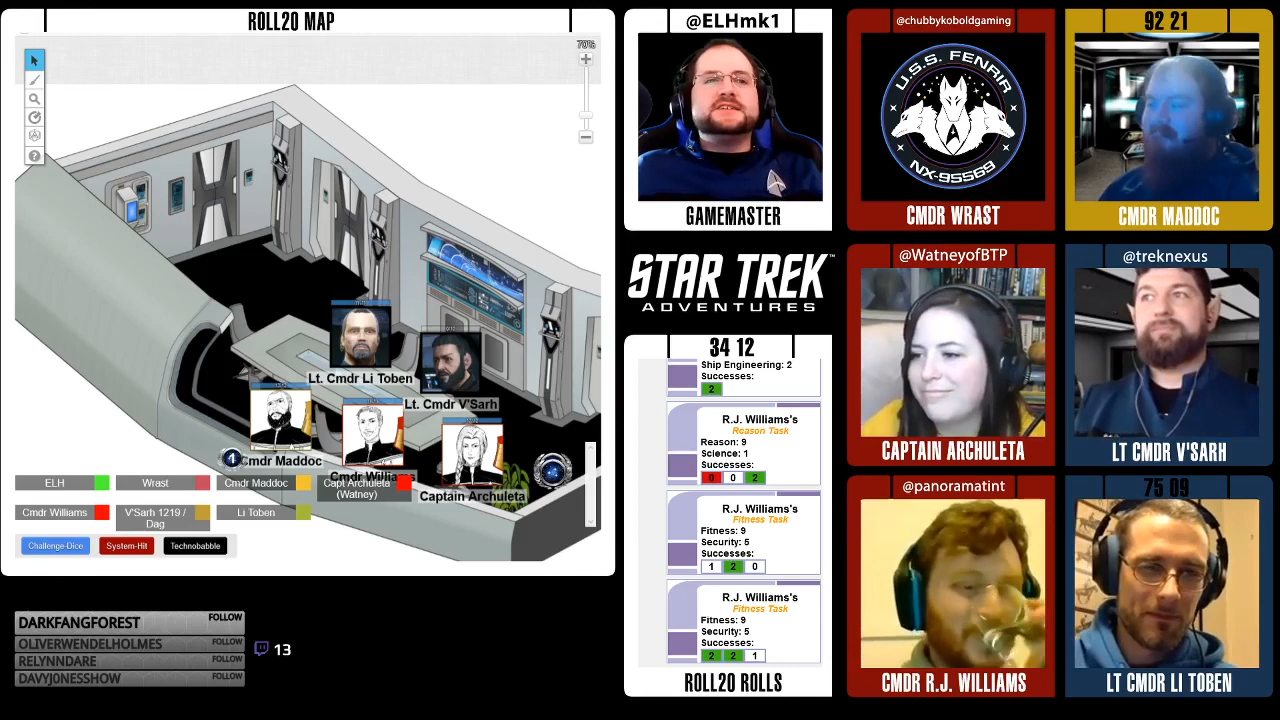 ROLL20 MAP
70%
Lt. Cmdr Li Toben
Lt. Cmdr V'Sarh
Cmdr Maddoc
Cmdr Williams
Captain Archuleta
4
ELH
Wrast
Cmdr Maddoc
Capt Archuleta
(Watney)
Cmdr Williams
V'Sarh 1219 /
Dag
Li Toben
Challenge-Dice
System-Hit
Technobabble
DARKFANGFOREST FOLLOW
OLIVERWENDELHOLMES FOLLOW
RELYNNDARE FOLLOW
DAVYJ0NESSHOW FOLLOW
13
@ELHmk1
GAMEMASTER
STAR TREK™
ADVENTURES
34 12
Ship Engineering: 2
Successes:
2
R.J. Williams's
Reason Task
Reason: 9
Science: 1
Successes:
0 0 2
R.J. Williams's
Fitness Task
Fitness: 9
Security: 5
Successes:
1 2 0
R.J. Williams's
Fitness Task
Fitness: 9
Security: 5
Successes:
2 2 1
ROLL20 ROLLS
@chubbykoboldgaming
U.S.S. FENRIR
NX-95569
CMDR WRAST
92 21
CMDR MADDOC
@WatneyofBTP
CAPTAIN ARCHULETA
@treknexus
LT CMDR V'SARH
@panoramatint
CMDR R.J. WILLIAMS
75 09
LT CMDR LI TOBEN